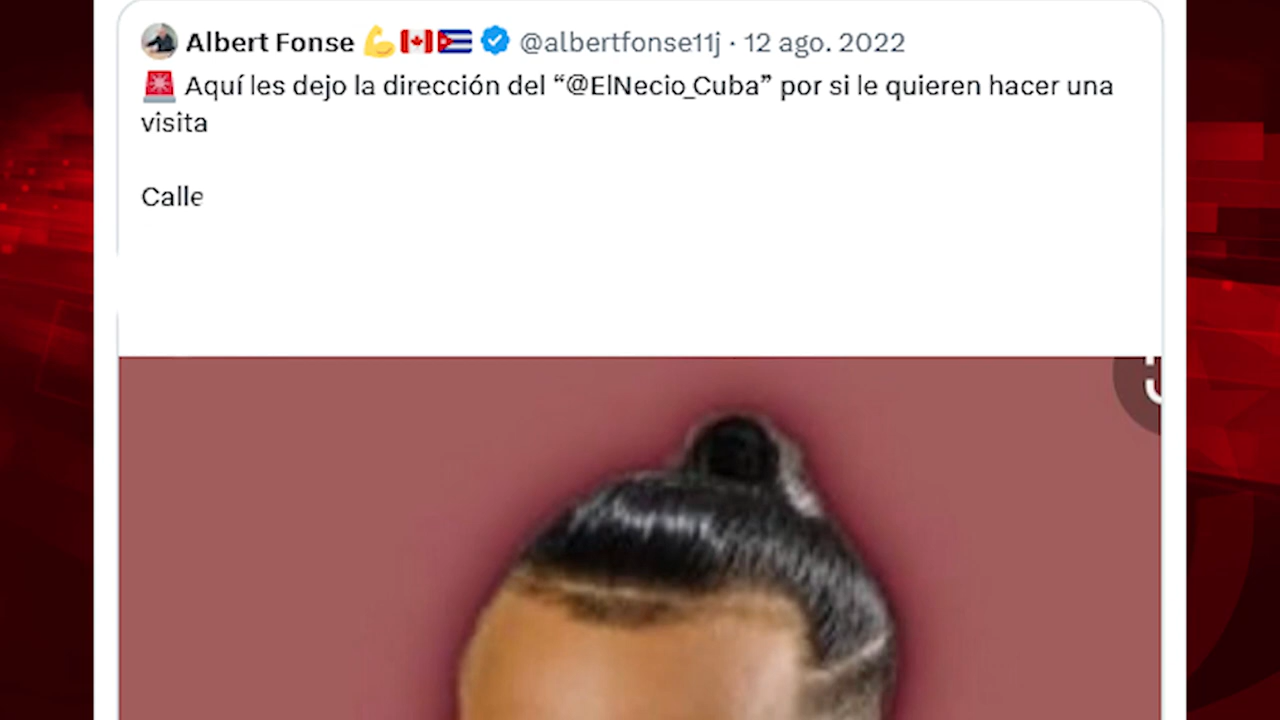 Albert Fonse 💪🇨🇦🇨🇺 @albertfonse11j · 12 ago. 2022
🚨 Aquí les dejo la dirección del “@ElNecio_Cuba” por si le quieren hacer una
visita
Calle